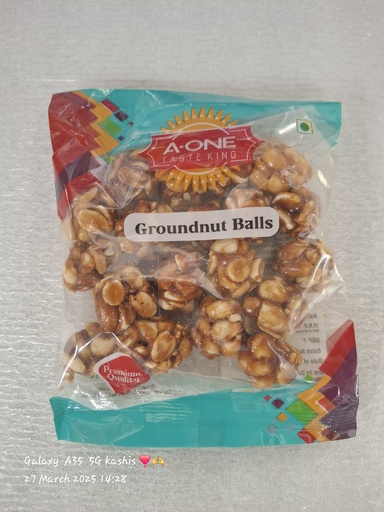 A-ONE
TASTE KING
Groundnut Balls
Premium
Quality
Galaxy A35 5G kashis ❤️🫶
27 March 2025 14:28